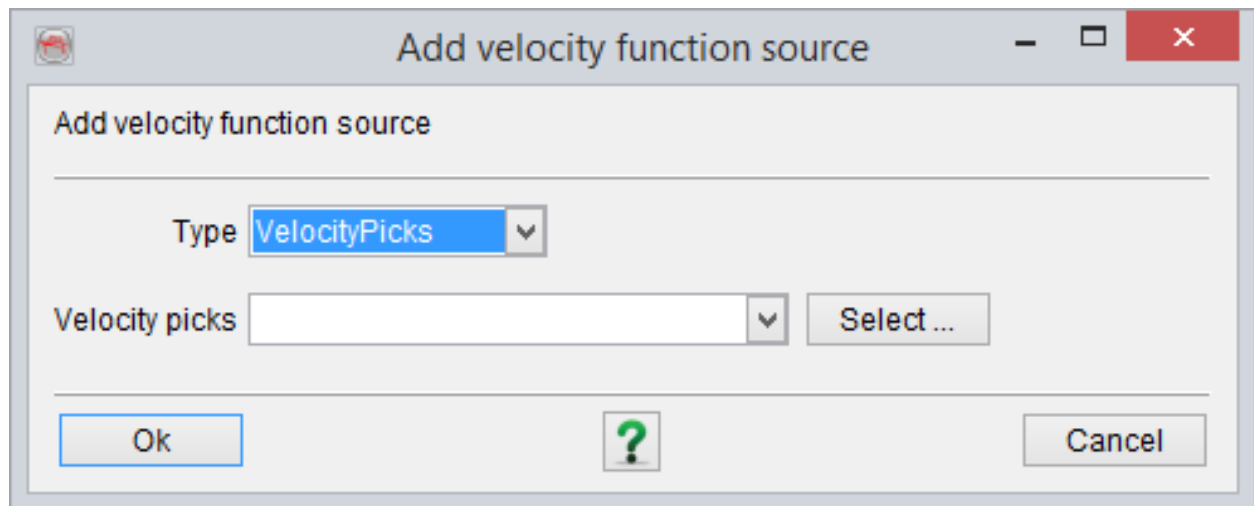 Add velocity function source
Add velocity function source
Type VelocityPicks
Velocity picks Select ...
Ok ? Cancel